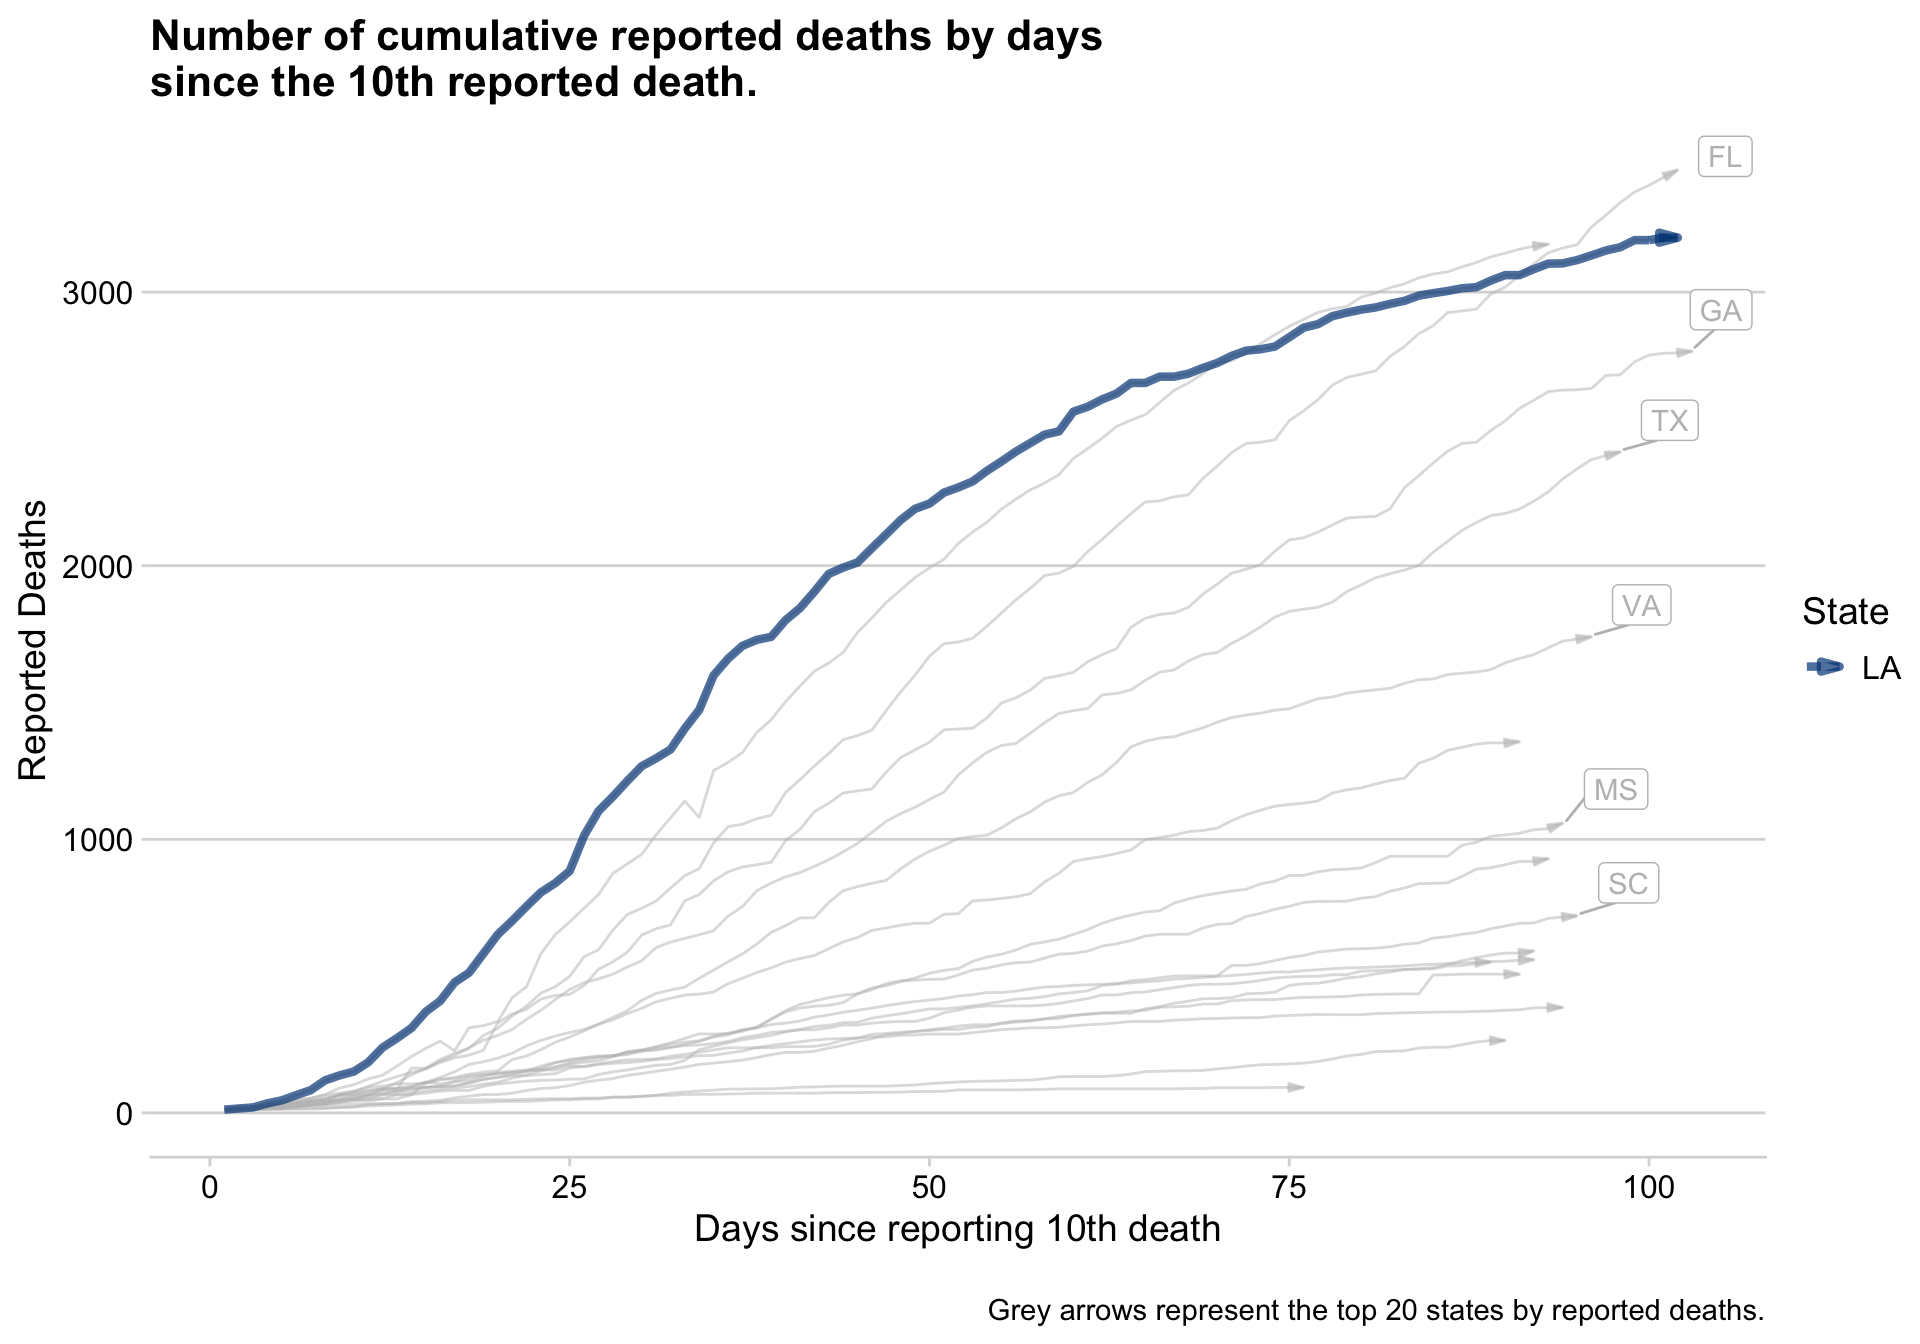 Number of cumulative reported deaths by days
since the 10th reported death.
FL
GA
TX
VA
MS
SC
3000
2000
1000
0
Reported Deaths
0 25 50 75 100
Days since reporting 10th death
State
LA
Grey arrows represent the top 20 states by reported deaths.